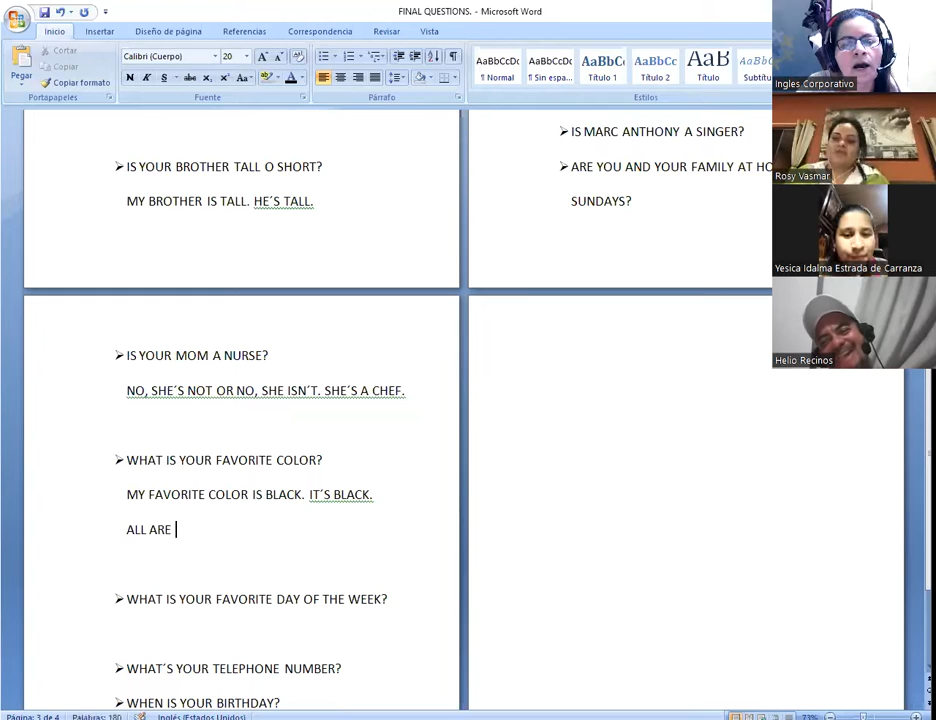 FINAL QUESTIONS. - Microsoft Word
Inicio
Insertar
Diseño de página
Referencias
Correspondencia
Revisar
Vista
Pegar
Cortar
Copiar
Copiar formato
Portapapeles
Calibri (Cuerpo)
20
N K S abc x₂ x² Aa
Fuente
Párrafo
AaBbCcDc
¶ Normal
AaBbCcDc
¶ Sin espa...
AaBbCc
Título 1
AaBbCc
Título 2
AaB
Título
Estilos
IS YOUR BROTHER TALL O SHORT?
MY BROTHER IS TALL. HE´S TALL.
IS MARC ANTHONY A SINGER?
ARE YOU AND YOUR FAMILY AT HO
SUNDAYS?
IS YOUR MOM A NURSE?
NO, SHE´S NOT OR NO, SHE ISN´T. SHE´S A CHEF.
WHAT IS YOUR FAVORITE COLOR?
MY FAVORITE COLOR IS BLACK. IT´S BLACK.
ALL ARE
WHAT IS YOUR FAVORITE DAY OF THE WEEK?
WHAT´S YOUR TELEPHONE NUMBER?
WHEN IS YOUR BIRTHDAY?
Página: 3 de 4
Palabras: 180
Inglés (Estados Unidos)
73%
Ingles Corporativo
Rosy Vasmar
Yesica Idalma Estrada de Carranza
Helio Recinos